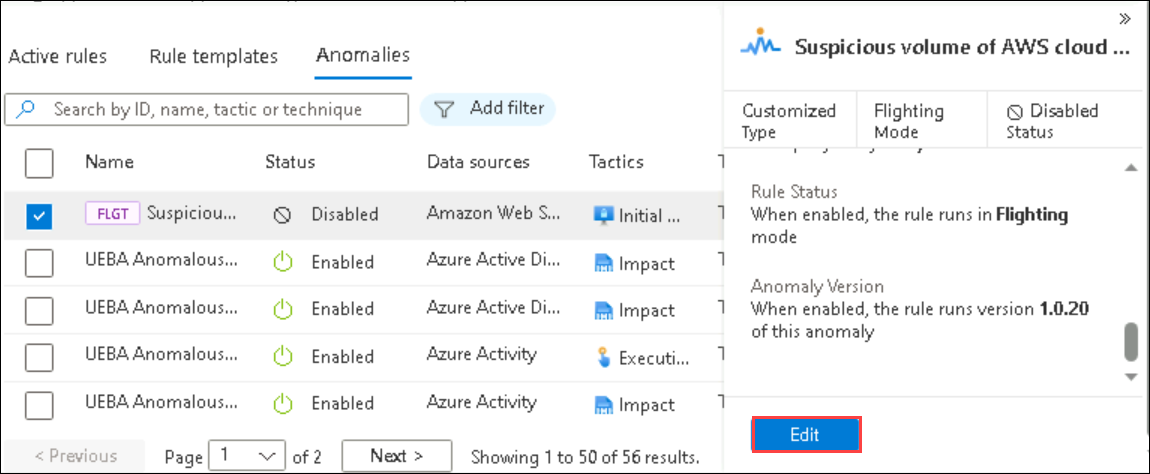 Active rules Rule templates Anomalies
Search by ID, name, tactic or technique Add filter
Name Status Data sources Tactics
FLGT Suspiciou... Disabled Amazon Web S... Initial ...
UEBA Anomalous... Enabled Azure Active Di... Impact
UEBA Anomalous... Enabled Azure Active Di... Impact
UEBA Anomalous... Enabled Azure Activity Executi...
UEBA Anomalous... Enabled Azure Activity Impact
< Previous Page 1 of 2 Next > Showing 1 to 50 of 56 results.
Suspicious volume of AWS cloud ...
Customized Type
Flighting Mode
Disabled Status
Rule Status
When enabled, the rule runs in Flighting
mode
Anomaly Version
When enabled, the rule runs version 1.0.20
of this anomaly
Edit